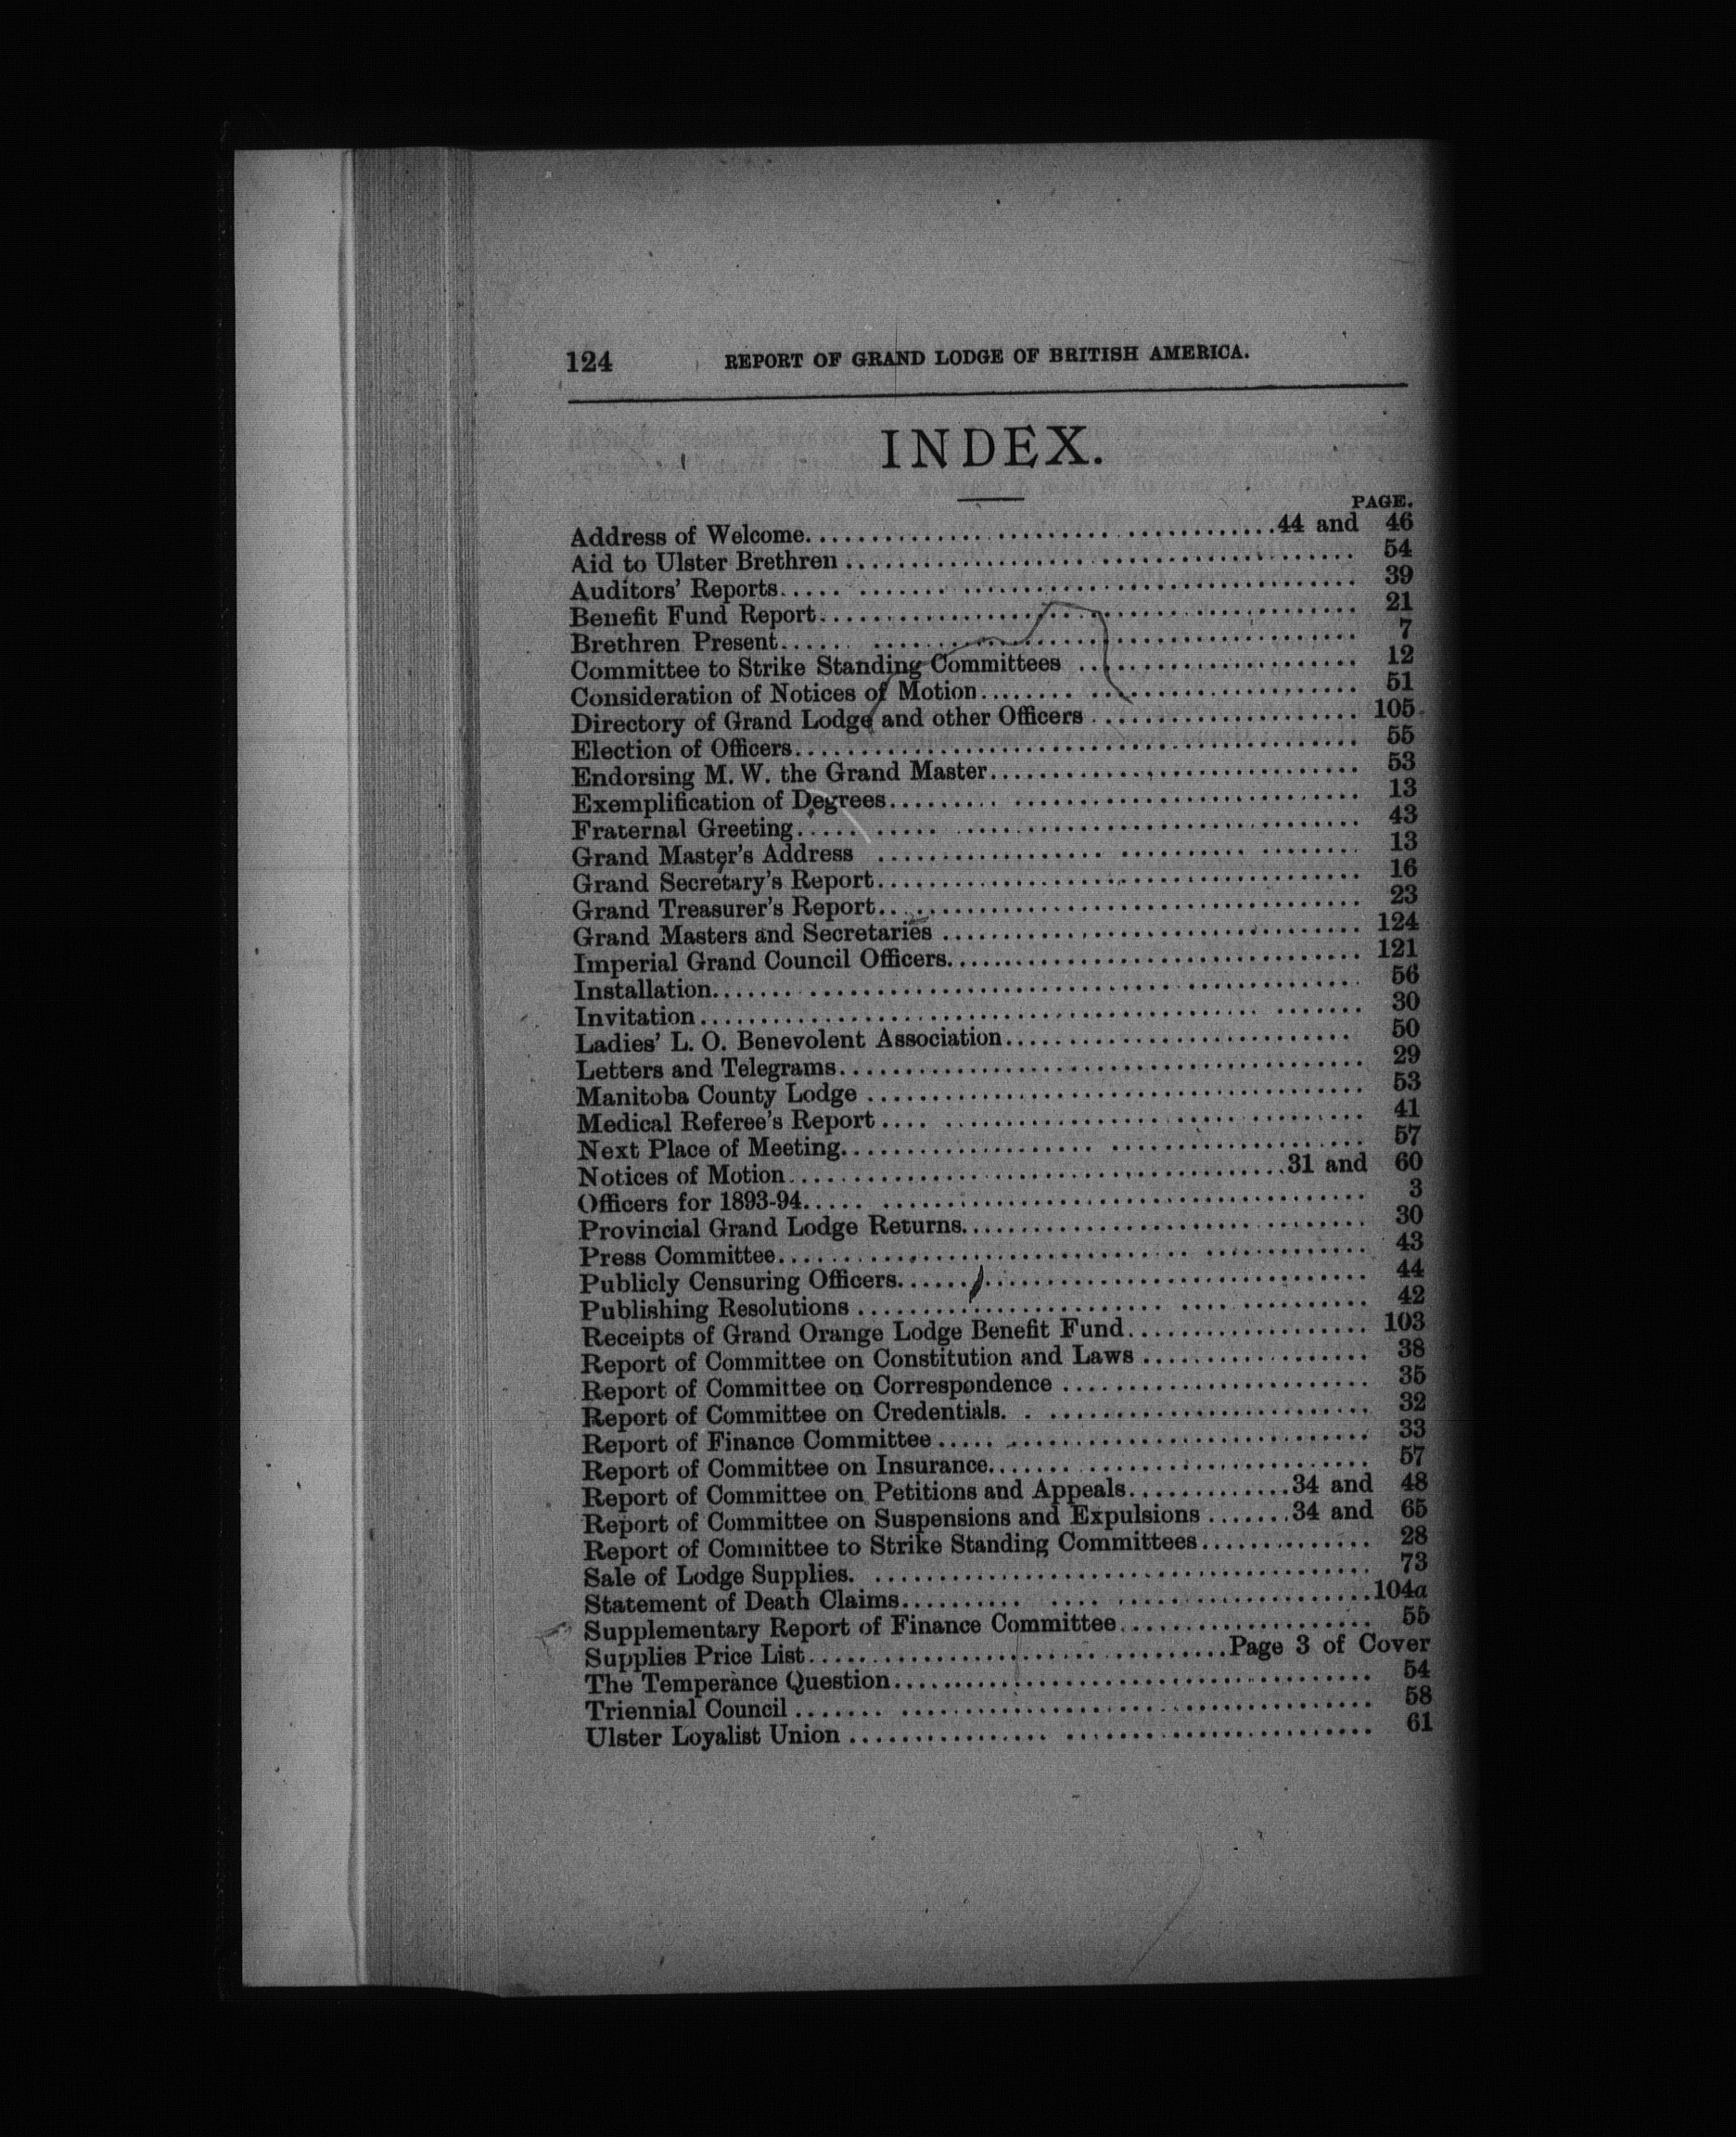 124 REPORT OF GRAND LODGE OF BRITISH AMERICA.
INDEX.
PAGE.
Address of Welcome........................................44 and 46
Aid to Ulster Brethren ........................................ 54
Auditors' Reports........................................ 39
Benefit Fund Report........................................ 21
Brethren Present........................................ 7
Committee to Strike Standing Committees .................... 12
Consideration of Notices of Motion.............................. 51
Directory of Grand Lodge and other Officers .................... 105
Election of Officers........................................ 55
Endorsing M. W. the Grand Master.............................. 53
Exemplification of Degrees.............................. 13
Fraternal Greeting........................................ 43
Grand Master's Address .............................. 13
Grand Secretary's Report.............................. 16
Grand Treasurer's Report.............................. 23
Grand Masters and Secretaries .............................. 124
Imperial Grand Council Officers.............................. 121
Installation........................................ 56
Invitation........................................ 30
Ladies' L. O. Benevolent Association.......................... 50
Letters and Telegrams.............................. 29
Manitoba County Lodge .............................. 53
Medical Referee's Report .............................. 41
Next Place of Meeting.............................. 57
Notices of Motion..............................31 and 60
Officers for 1893-94.............................. 3
Provincial Grand Lodge Returns.............................. 30
Press Committee.............................. 43
Publicly Censuring Officers.............................. 44
Publishing Resolutions .............................. 42
Receipts of Grand Orange Lodge Benefit Fund.................. 103
Report of Committee on Constitution and Laws .................. 38
Report of Committee on Correspondence ........................ 35
Report of Committee on Credentials. .......................... 32
Report of Finance Committee .............................. 33
Report of Committee on Insurance.............................. 57
Report of Committee on Petitions and Appeals.............34 and 48
Report of Committee on Suspensions and Expulsions .......34 and 65
Report of Committee to Strike Standing Committees.............. 28
Sale of Lodge Supplies. .............................. 73
Statement of Death Claims..............................104a
Supplementary Report of Finance Committee.................... 55
Supplies Price List..............................Page 3 of Cover
The Temperance Question.............................. 54
Triennial Council .............................. 58
Ulster Loyalist Union .............................. 61